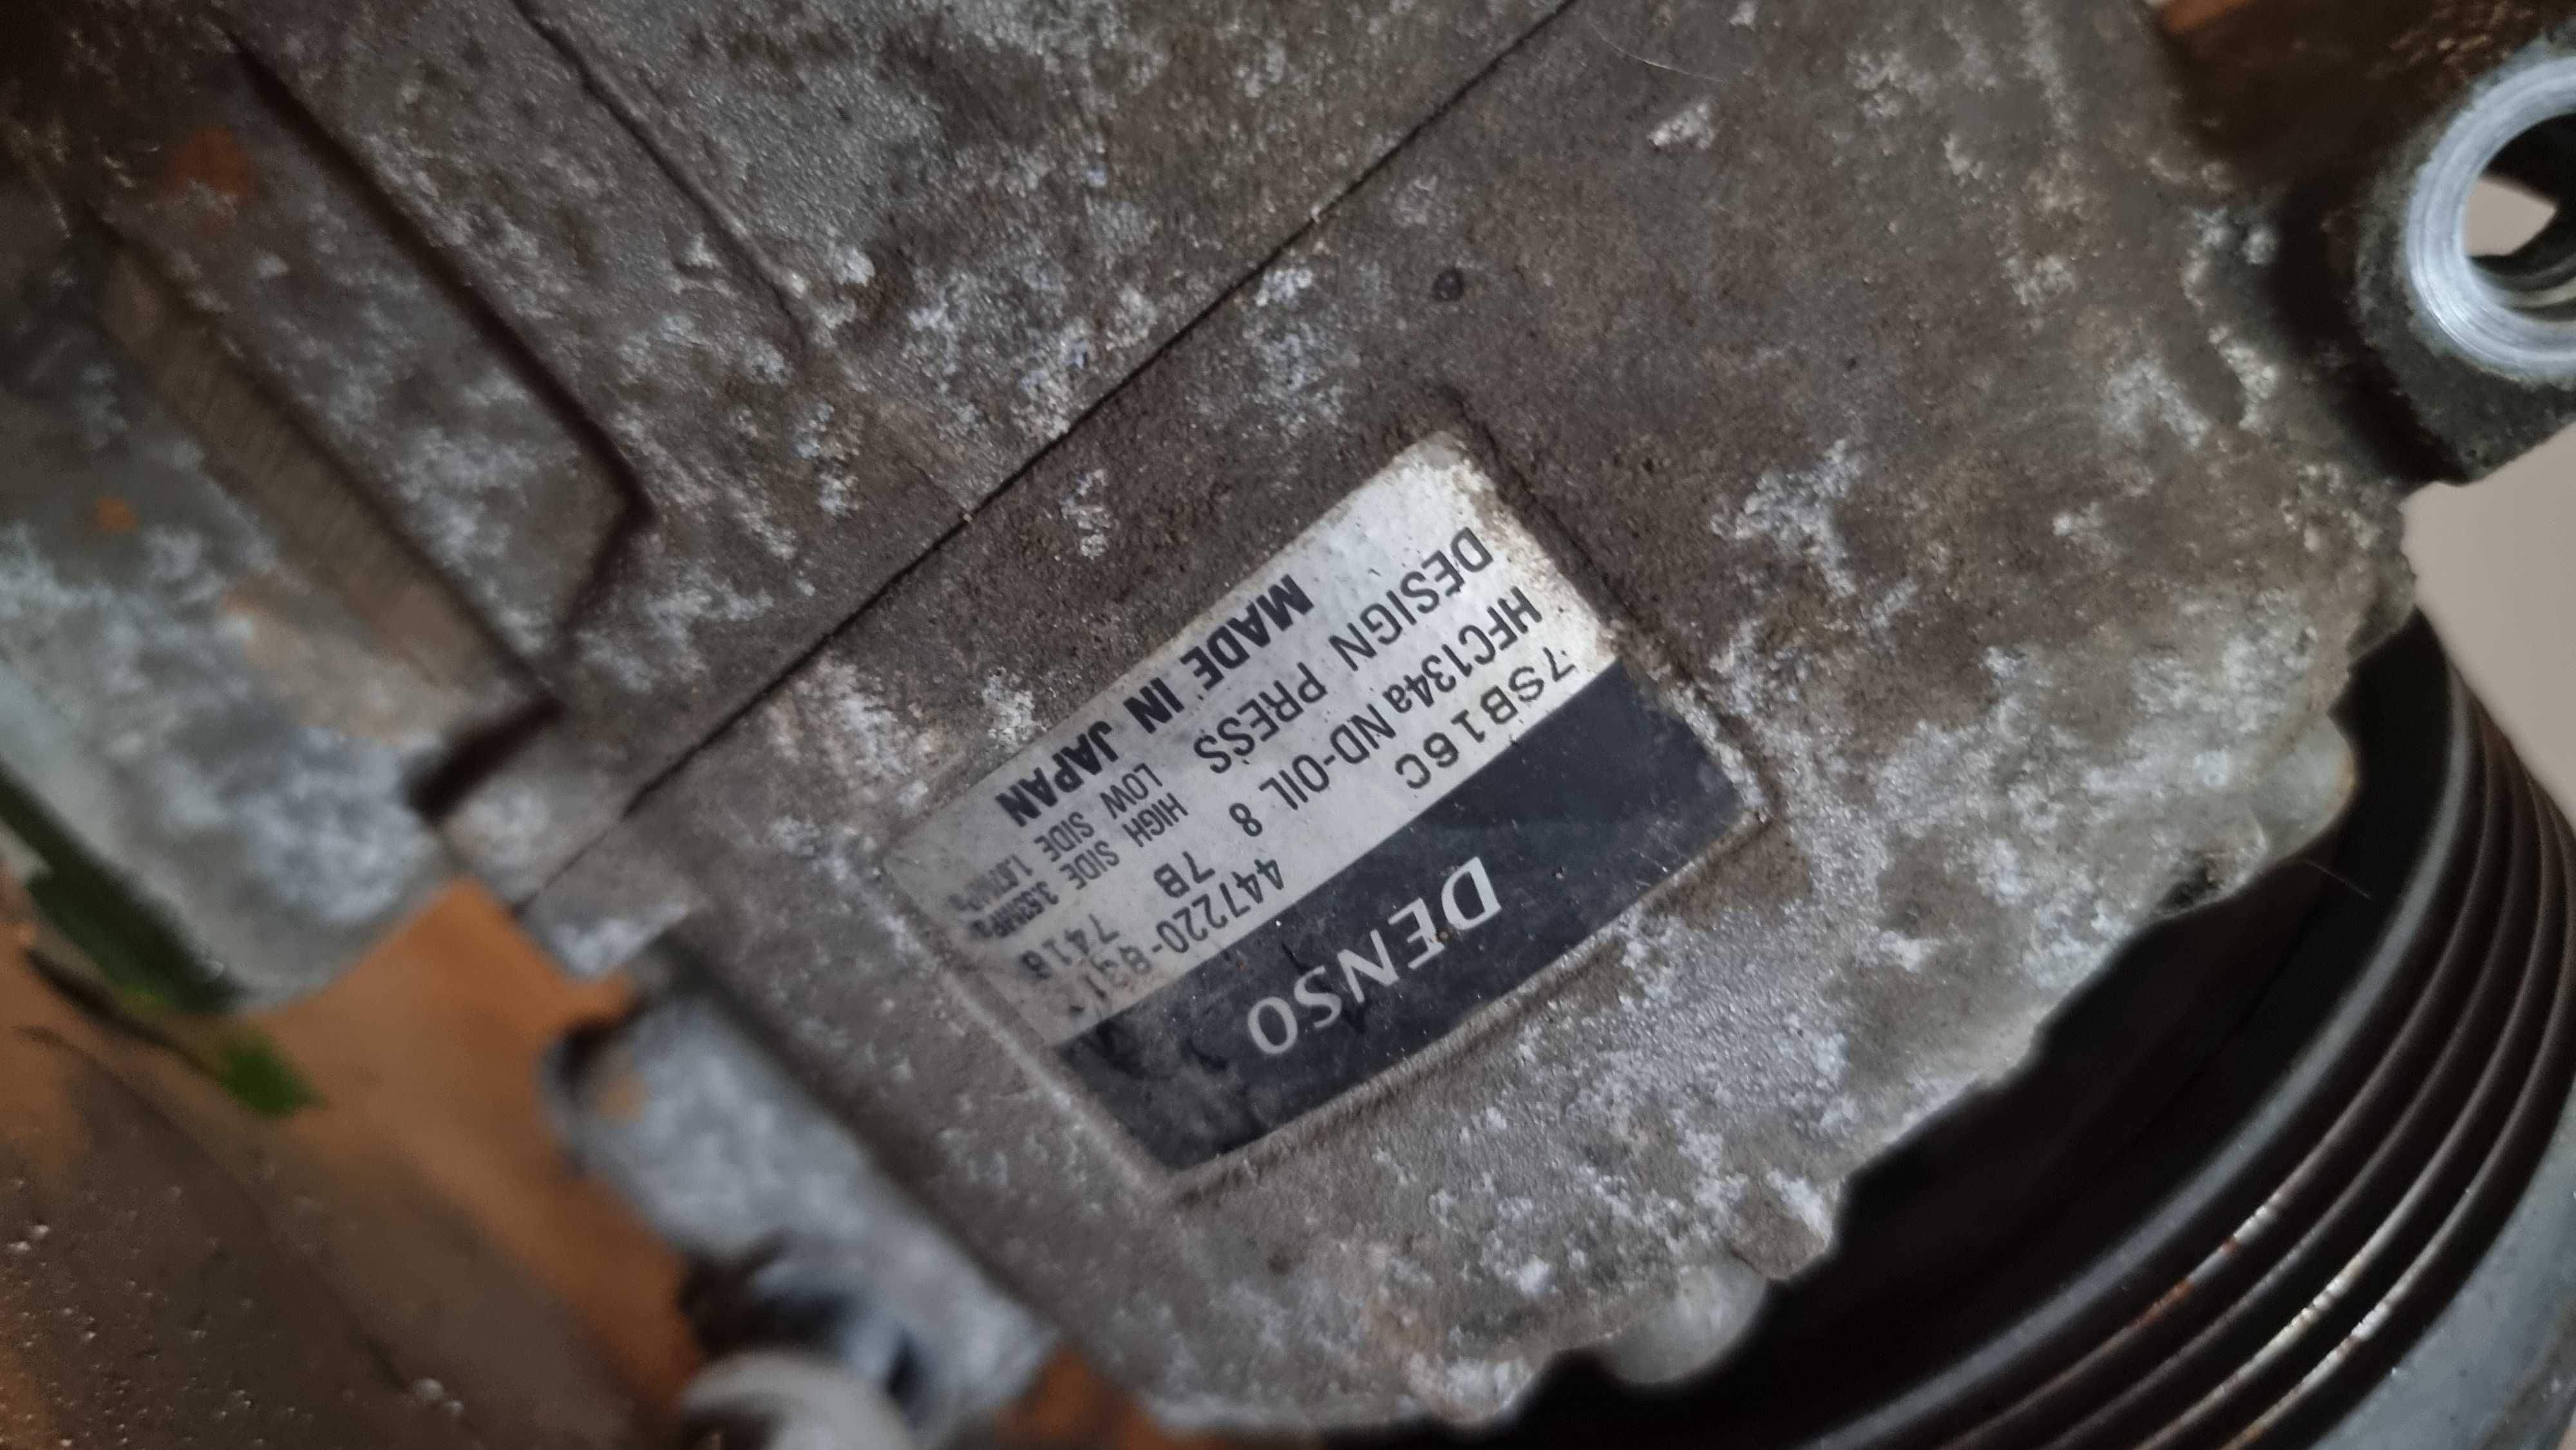 DENSO
7SB16C
HFC134a ND-OIL 8
7B
DESIGN PRESS
HIGH SIDE
LOW SIDE
MADE IN JAPAN